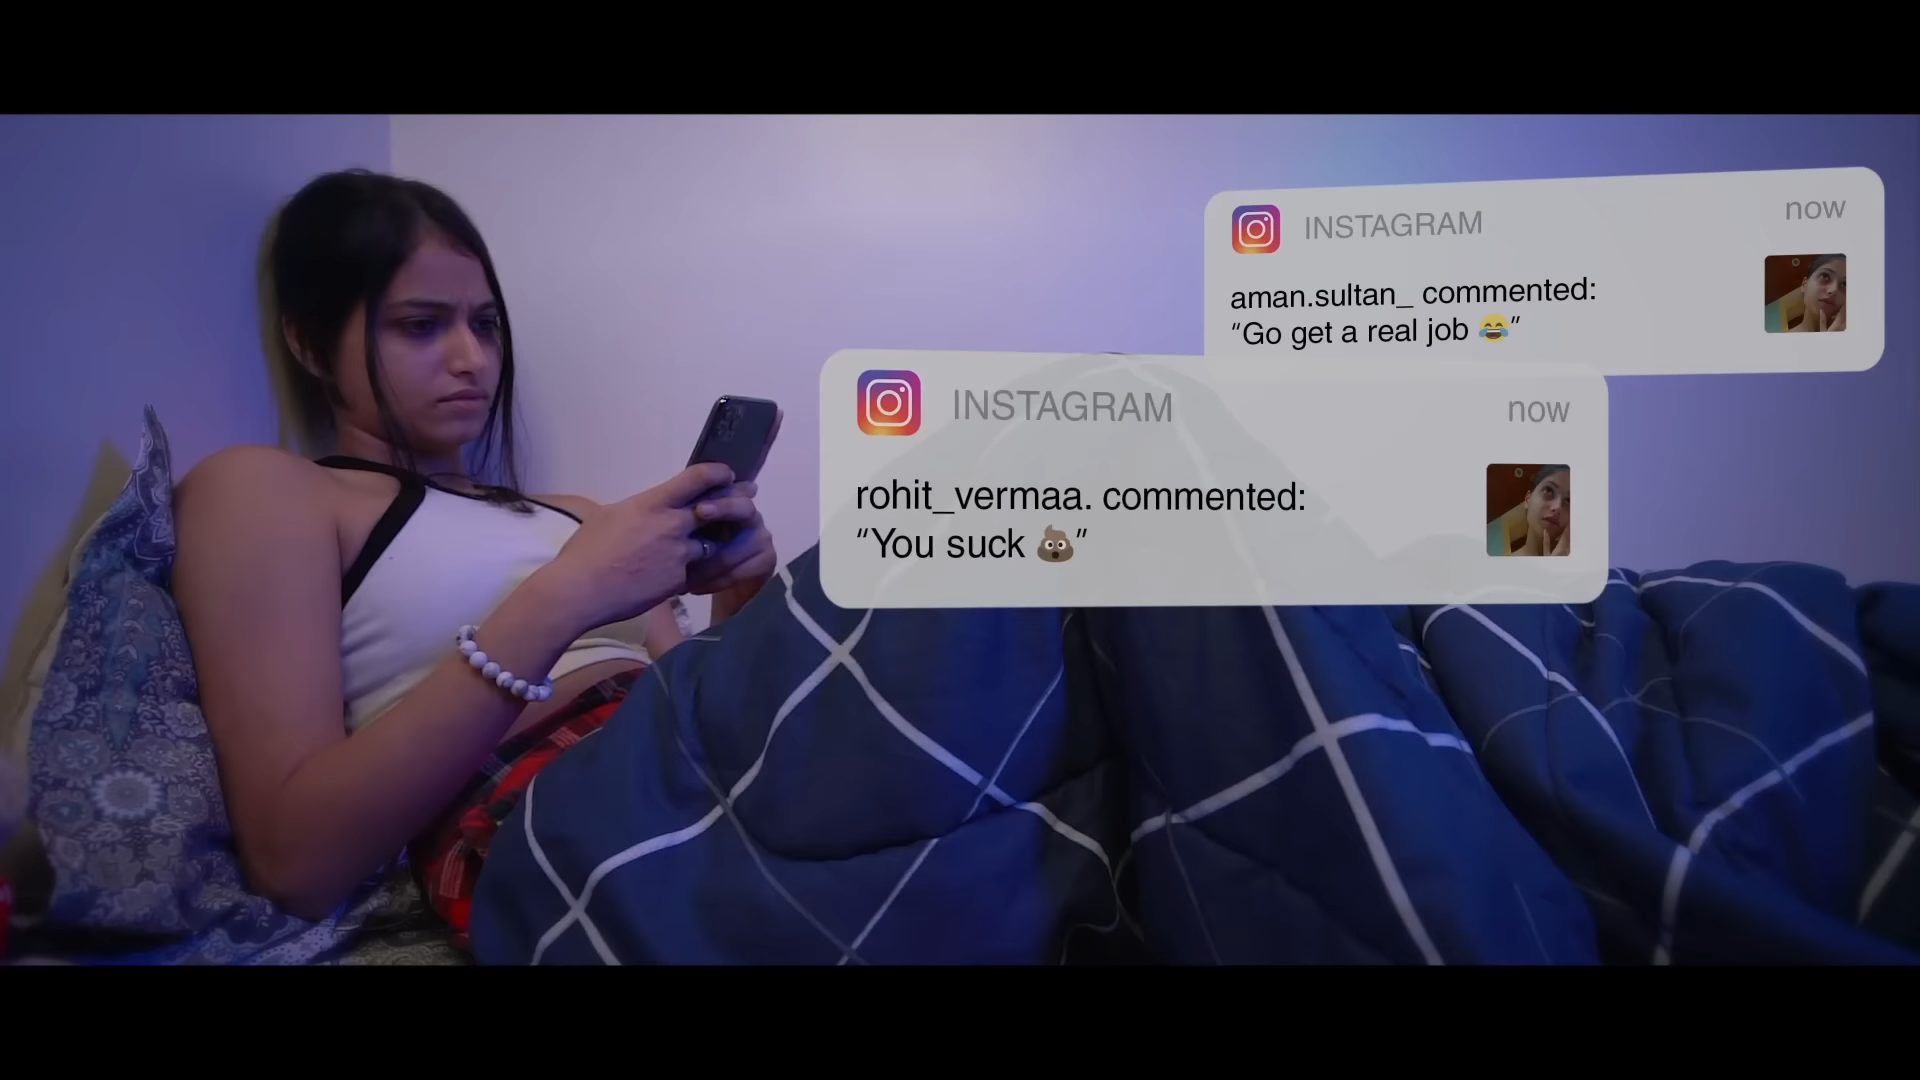 INSTAGRAM now
aman.sultan_ commented:
“Go get a real job 😂”
INSTAGRAM now
rohit_vermaa. commented:
“You suck 💩”